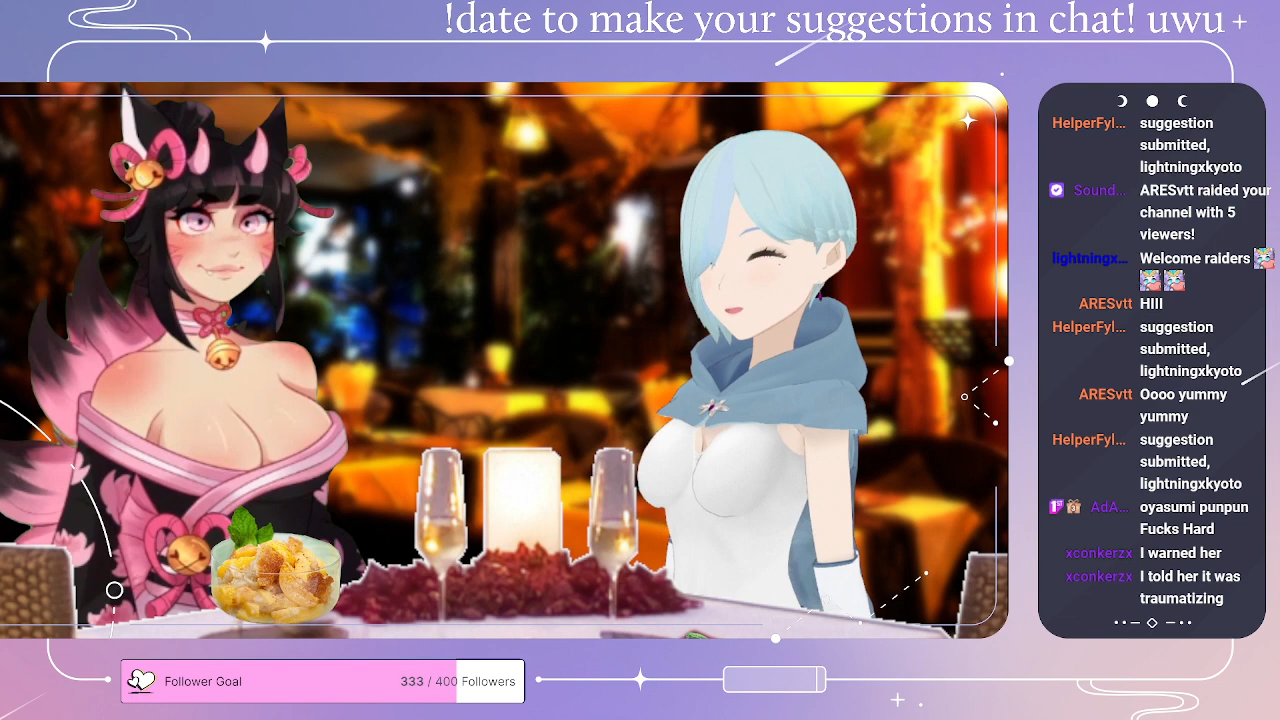 !date to make your suggestions in chat! uwu
HelperFyl... suggestion
submitted,
lightningxkyoto
Sound... ARESvtt raided your
channel with 5
viewers!
lightningx... Welcome raiders
ARESvtt HIII
HelperFyl... suggestion
submitted,
lightningxkyoto
ARESvtt Oooo yummy
yummy
HelperFyl... suggestion
submitted,
lightningxkyoto
1st AdA... oyasumi punpun
Fucks Hard
xconkerzx I warned her
xconkerzx I told her it was
traumatizing
Follower Goal 333 / 400 Followers